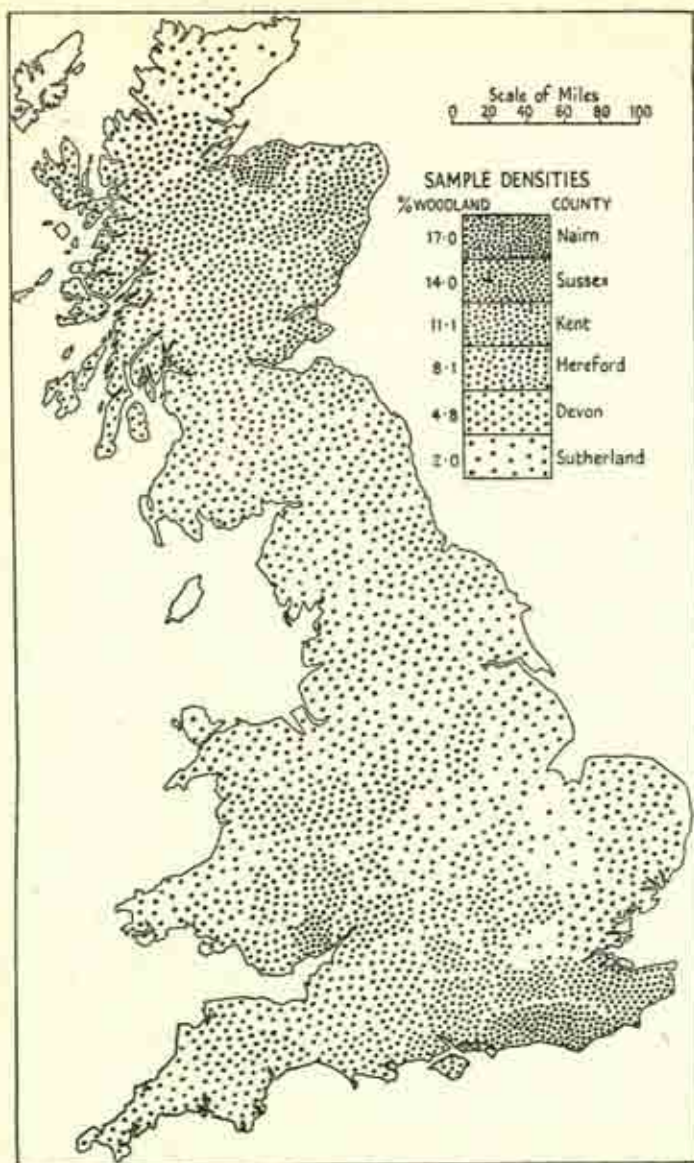 Scale of Miles
0 20 40 60 80 100
SAMPLE DENSITIES
% WOODLAND COUNTY
17·0 Nairn
14·0 Sussex
11·1 Kent
8·1 Hereford
4·8 Devon
2·0 Sutherland